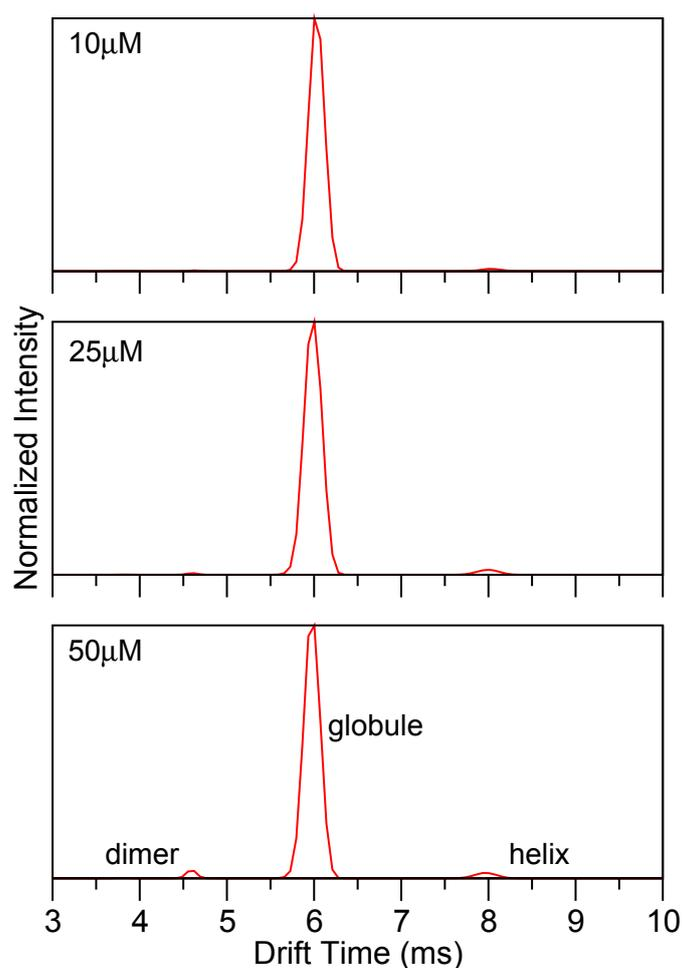 10μM
Normalized Intensity
25μM
50μM
globule
dimer
helix
3 4 5 6 7 8 9 10
Drift Time (ms)